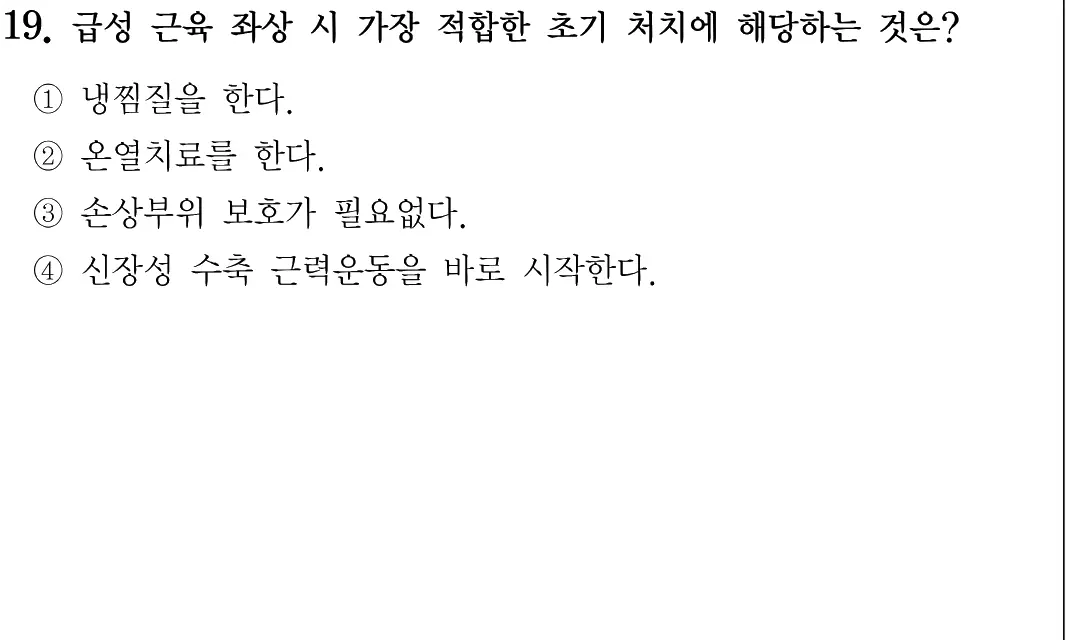 19. 급성 근육 좌상 시 가장 적합한 초기 처치에 해당하는 것은?
① 냉찜질을 한다.
② 온열치료를 한다.
③ 손상부위 보호가 필요없다.
④ 신장성 수축 근력운동을 바로 시작한다.